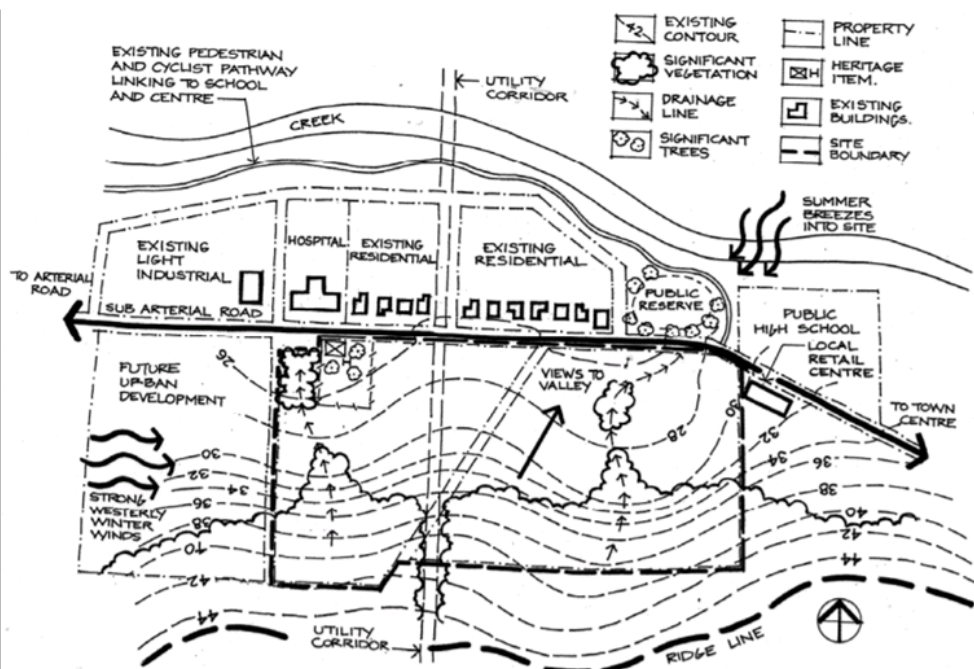 EXISTING PEDESTRIAN
AND CYCLIST PATHWAY
LINKING TO SCHOOL
AND CENTRE
UTILITY
CORRIDOR
42
EXISTING
CONTOUR
SIGNIFICANT
VEGETATION
DRAINAGE
LINE
SIGNIFICANT
TREES
PROPERTY
LINE
H
HERITAGE
ITEM.
EXISTING
BUILDINGS.
SITE
BOUNDARY
CREEK
SUMMER
BREEZES
INTO SITE
EXISTING
LIGHT
INDUSTRIAL
HOSPITAL
EXISTING
RESIDENTIAL
EXISTING
RESIDENTIAL
PUBLIC
RESERVE
TO ARTERIAL
ROAD
SUB ARTERIAL ROAD
PUBLIC
HIGH SCHOOL
LOCAL
RETAIL
CENTRE
TO TOWN
CENTRE
FUTURE
URBAN
DEVELOPMENT
26
VIEWS TO
VALLEY
28
30
32
34
36
38
40
42
44
30
32
34
36
38
70
42
44
STRONG
WESTERLY
WINTER
WINDS
UTILITY
CORRIDOR
RIDGE LINE